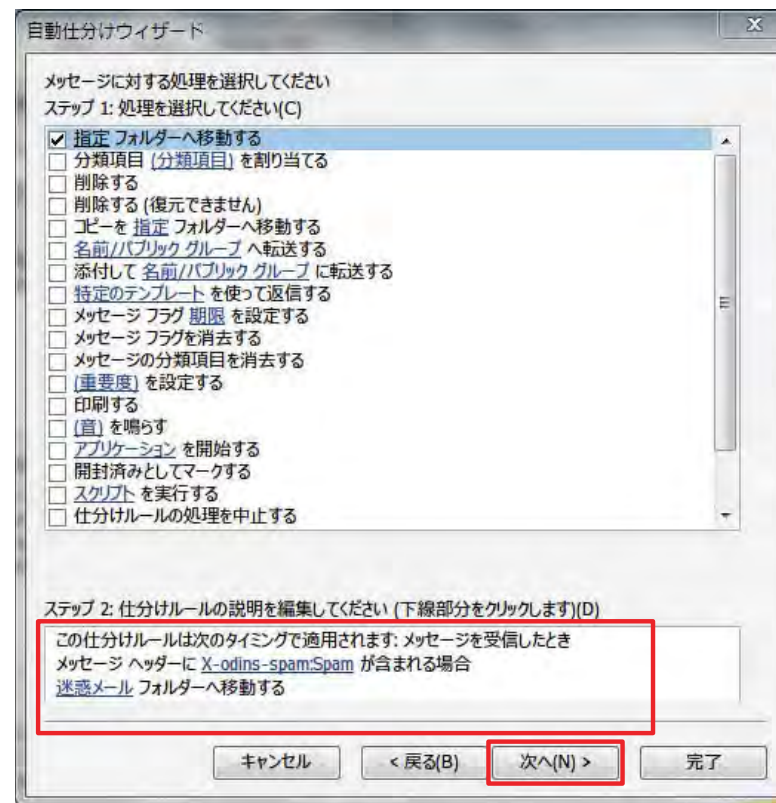 自動仕分けウィザード
メッセージに対する処理を選択してください
ステップ 1: 処理を選択してください(C)
指定 フォルダーへ移動する
分類項目 (分類項目) を割り当てる
削除する
削除する (復元できません)
コピーを 指定 フォルダーへ移動する
名前/パブリック グループ へ転送する
添付して 名前/パブリック グループ に転送する
特定のテンプレート を使って返信する
メッセージ フラグ 期限 を設定する
メッセージ フラグを消去する
メッセージの分類項目を消去する
(重要度) を設定する
印刷する
(音) を鳴らす
アプリケーション を開始する
開封済みとしてマークする
スクリプト を実行する
仕分けルールの処理を中止する
ステップ 2: 仕分けルールの説明を編集してください (下線部分をクリックします)(D)
この仕分けルールは次のタイミングで適用されます: メッセージを受信したとき
メッセージ ヘッダーに X-odins-spam:Spam が含まれる場合
迷惑メール フォルダーへ移動する
キャンセル < 戻る(B) 次へ(N) > 完了